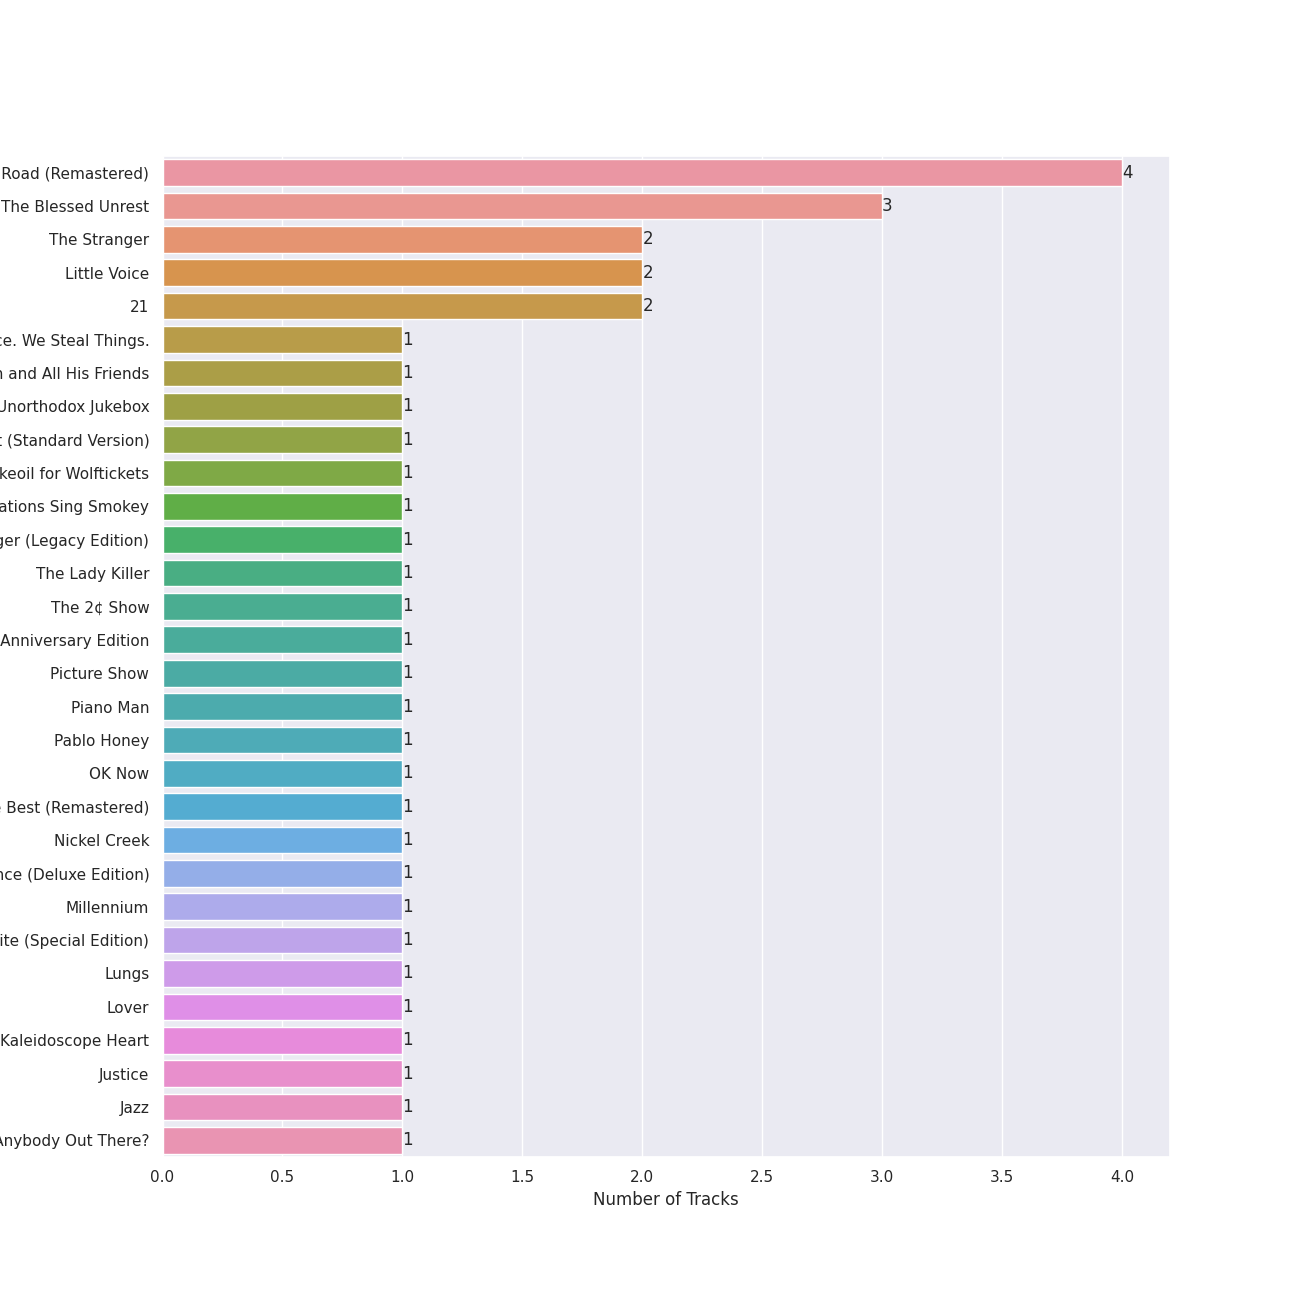 Road (Remastered) 4
The Blessed Unrest 3
The Stranger 2
Little Voice 2
21 2
ce. We Steal Things. 1
and All His Friends 1
Unorthodox Jukebox 1
(Standard Version) 1
keoil for Wolftickets 1
ations Sing Smokey 1
ger (Legacy Edition) 1
The Lady Killer 1
The 2¢ Show 1
Anniversary Edition 1
Picture Show 1
Piano Man 1
Pablo Honey 1
OK Now 1
Best (Remastered) 1
Nickel Creek 1
nce (Deluxe Edition) 1
Millennium 1
ite (Special Edition) 1
Lungs 1
Lover 1
Kaleidoscope Heart 1
Justice 1
Jazz 1
Anybody Out There? 1
0.0 0.5 1.0 1.5 2.0 2.5 3.0 3.5 4.0
Number of Tracks